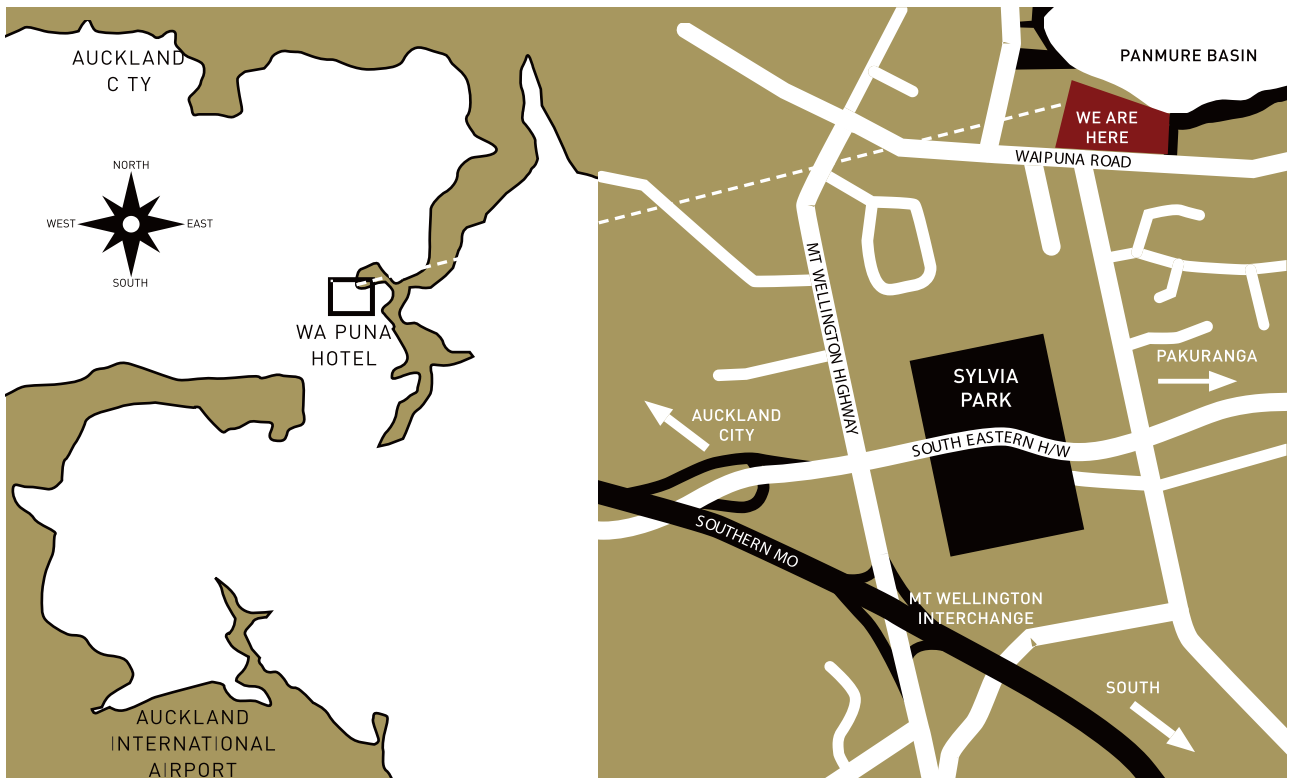 AUCKLAND
C TY
NORTH
WEST
EAST
SOUTH
WA PUNA
HOTEL
AUCKLAND
INTERNATIONAL
AIRPORT
PANMURE BASIN
WE ARE
HERE
WAIPUNA ROAD
MT WELLINGTON HIGHWAY
SYLVIA
PARK
PAKURANGA
AUCKLAND
CITY
SOUTH EASTERN H/W
SOUTHERN MO
MT WELLINGTON
INTERCHANGE
SOUTH